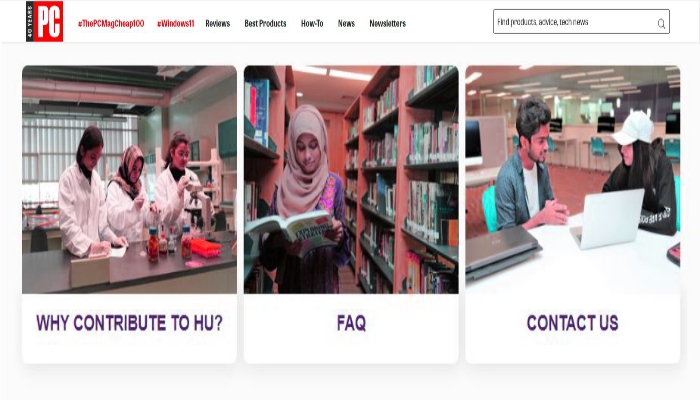 40 YEARS
PC
#ThePCMagCheap100 #Windows11 Reviews Best Products How-To News Newsletters
Find products, advice, tech news
WHY CONTRIBUTE TO HU? FAQ CONTACT US